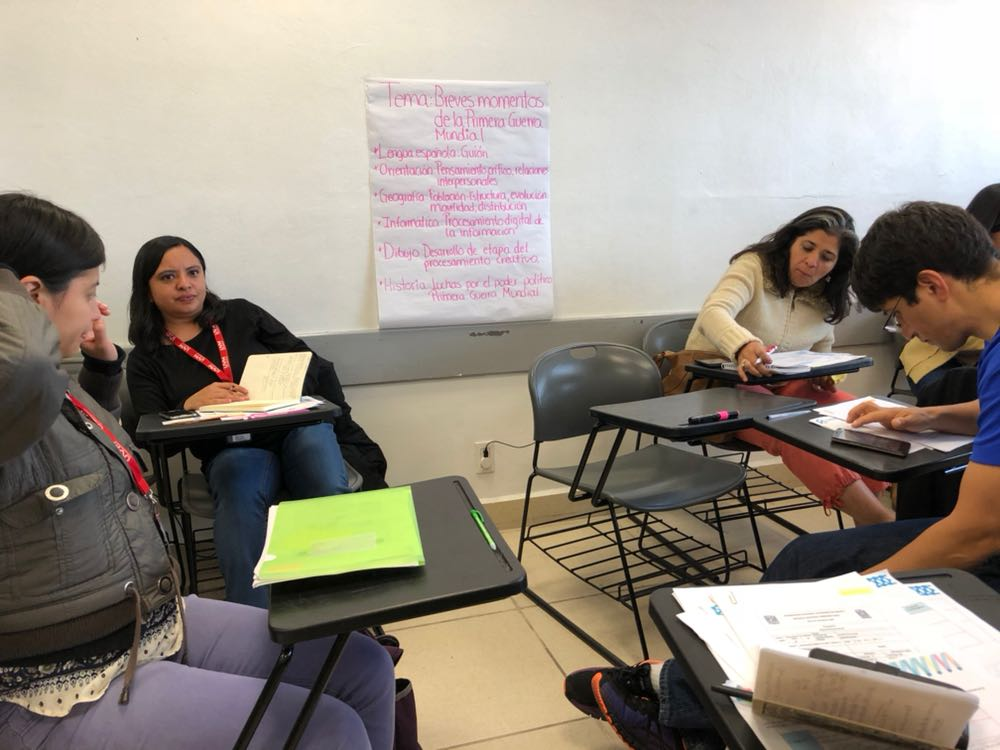 Tema: Breves momentos
de la Primera Guerra
Mundial
* Lengua española: Guión
* Orientación: Pensamiento crítico, relaciones
interpersonales
* Geografía: Población: Estructura, evolución
movilidad, distribución
* Informática: Procesamiento digital de
la información
* Dibujo: Desarrollo de etapa del
procesamiento creativo.
* Historia: Luchas por el poder político
Primera Guerra Mundial